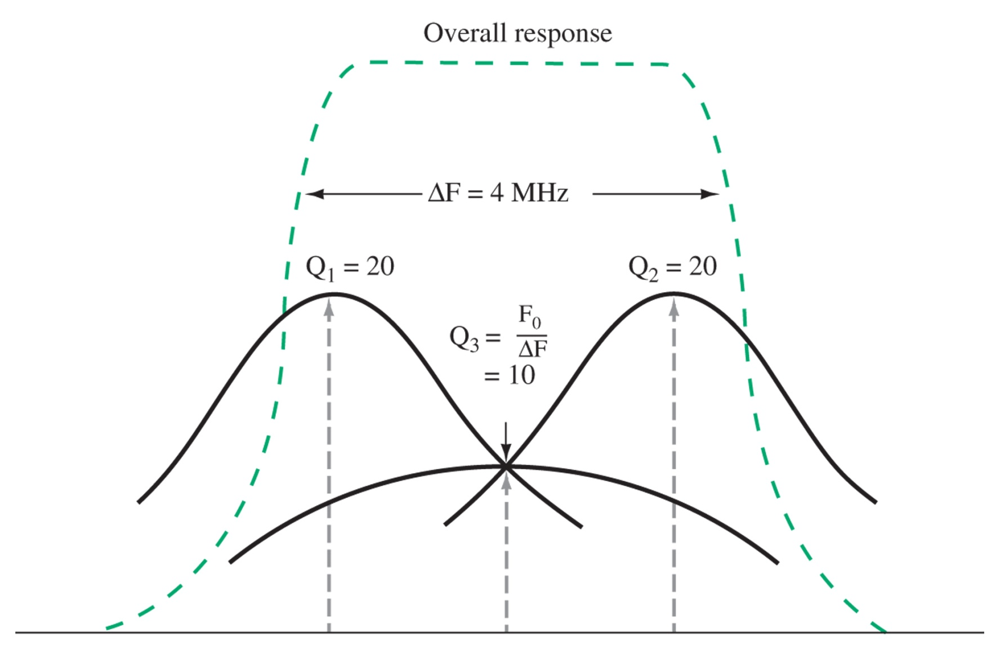 Overall response
ΔF = 4 MHz
Q₁ = 20
Q₂ = 20
Q₃ = F₀/ΔF
= 10